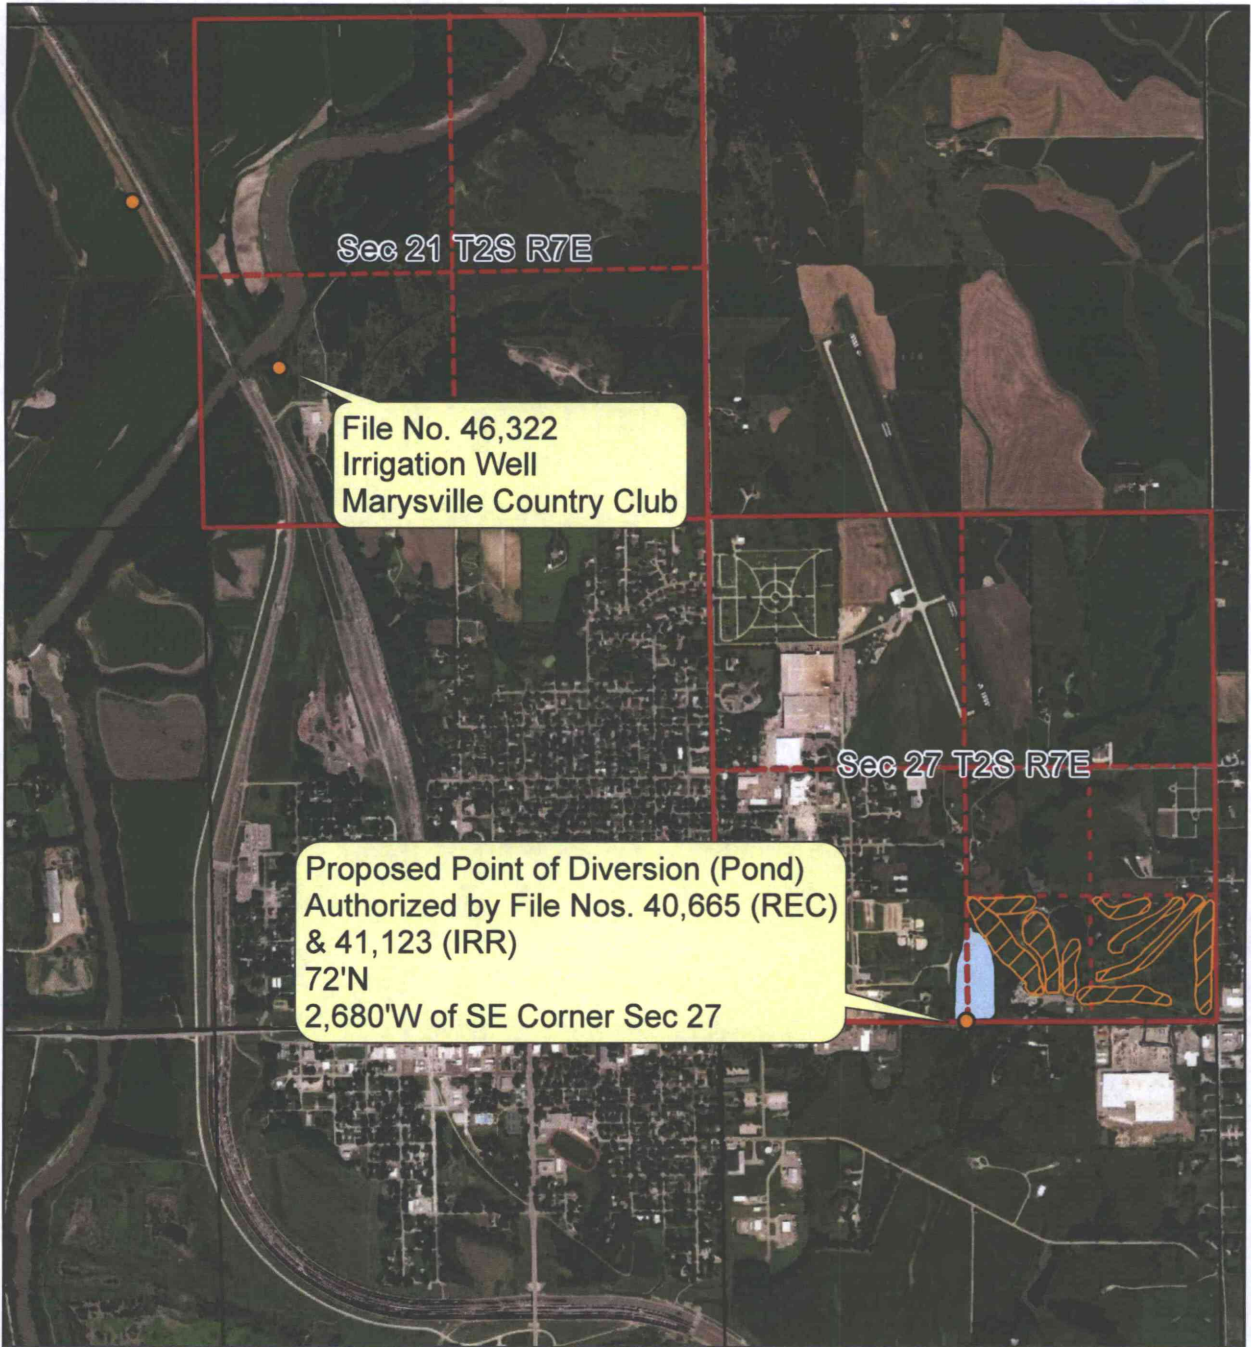 Sec 21 T2S R7E
File No. 46,322
Irrigation Well
Marysville Country Club
Sec 27 T2S R7E
Proposed Point of Diversion (Pond)
Authorized by File Nos. 40,665 (REC)
& 41,123 (IRR)
72'N
2,680'W of SE Corner Sec 27